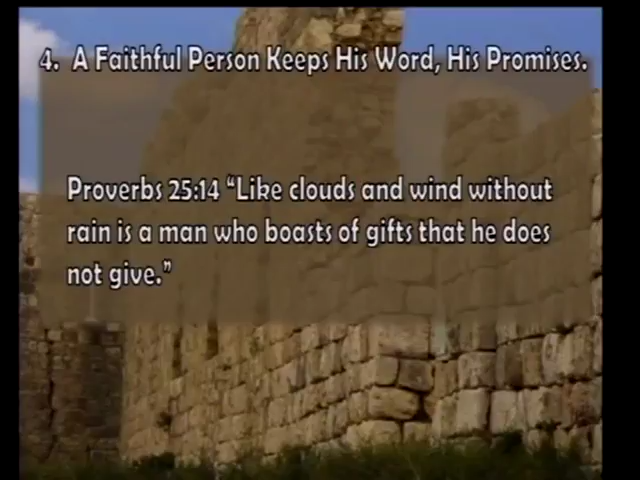 4. A Faithful Person Keeps His Word, His Promises.
Proverbs 25:14 “Like clouds and wind without
rain is a man who boasts of gifts that he does
not give.”